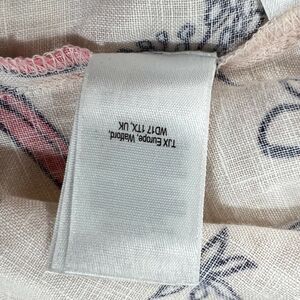 TJX Europe, Watford,
WD17 1TX, UK